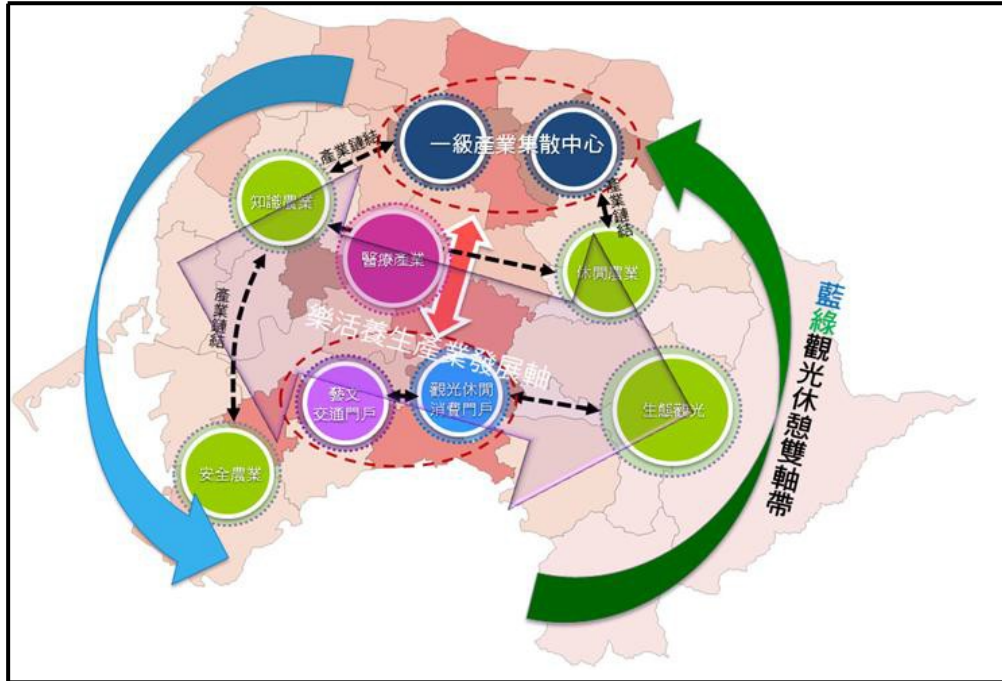 一級產業集散中心
產業鏈結
知識農業
產業鏈結
醫療產業
休閒農業
產業鏈結
樂活養生產業發展軸
藝文
交通門戶
觀光休閒
消費門戶
生態觀光
安全農業
藍綠觀光休憩雙軸帶